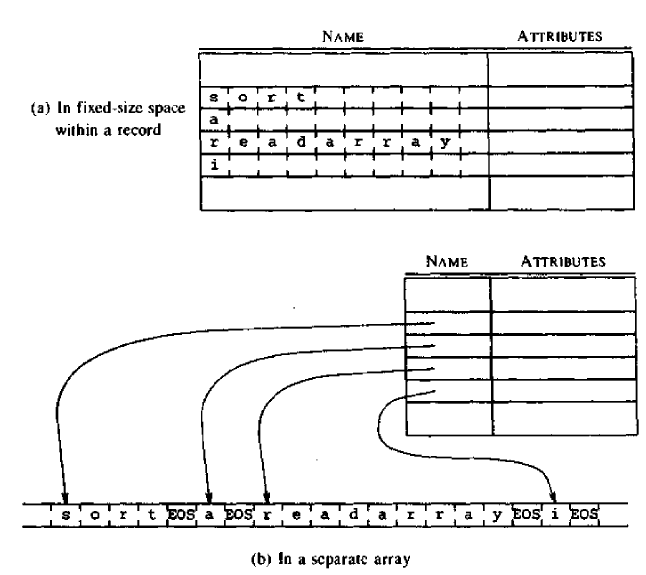 NAME ATTRIBUTES
(a) In fixed-size space
within a record
s o r t
a
r e a d a r r a y
i
NAME ATTRIBUTES
s o r t EOS a EOS r e a d a r r a y EOS i EOS
(b) In a separate array